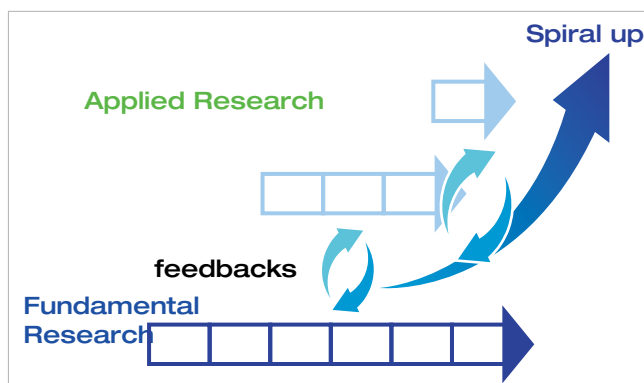 Spiral up
Applied Research
feedbacks
Fundamental
Research